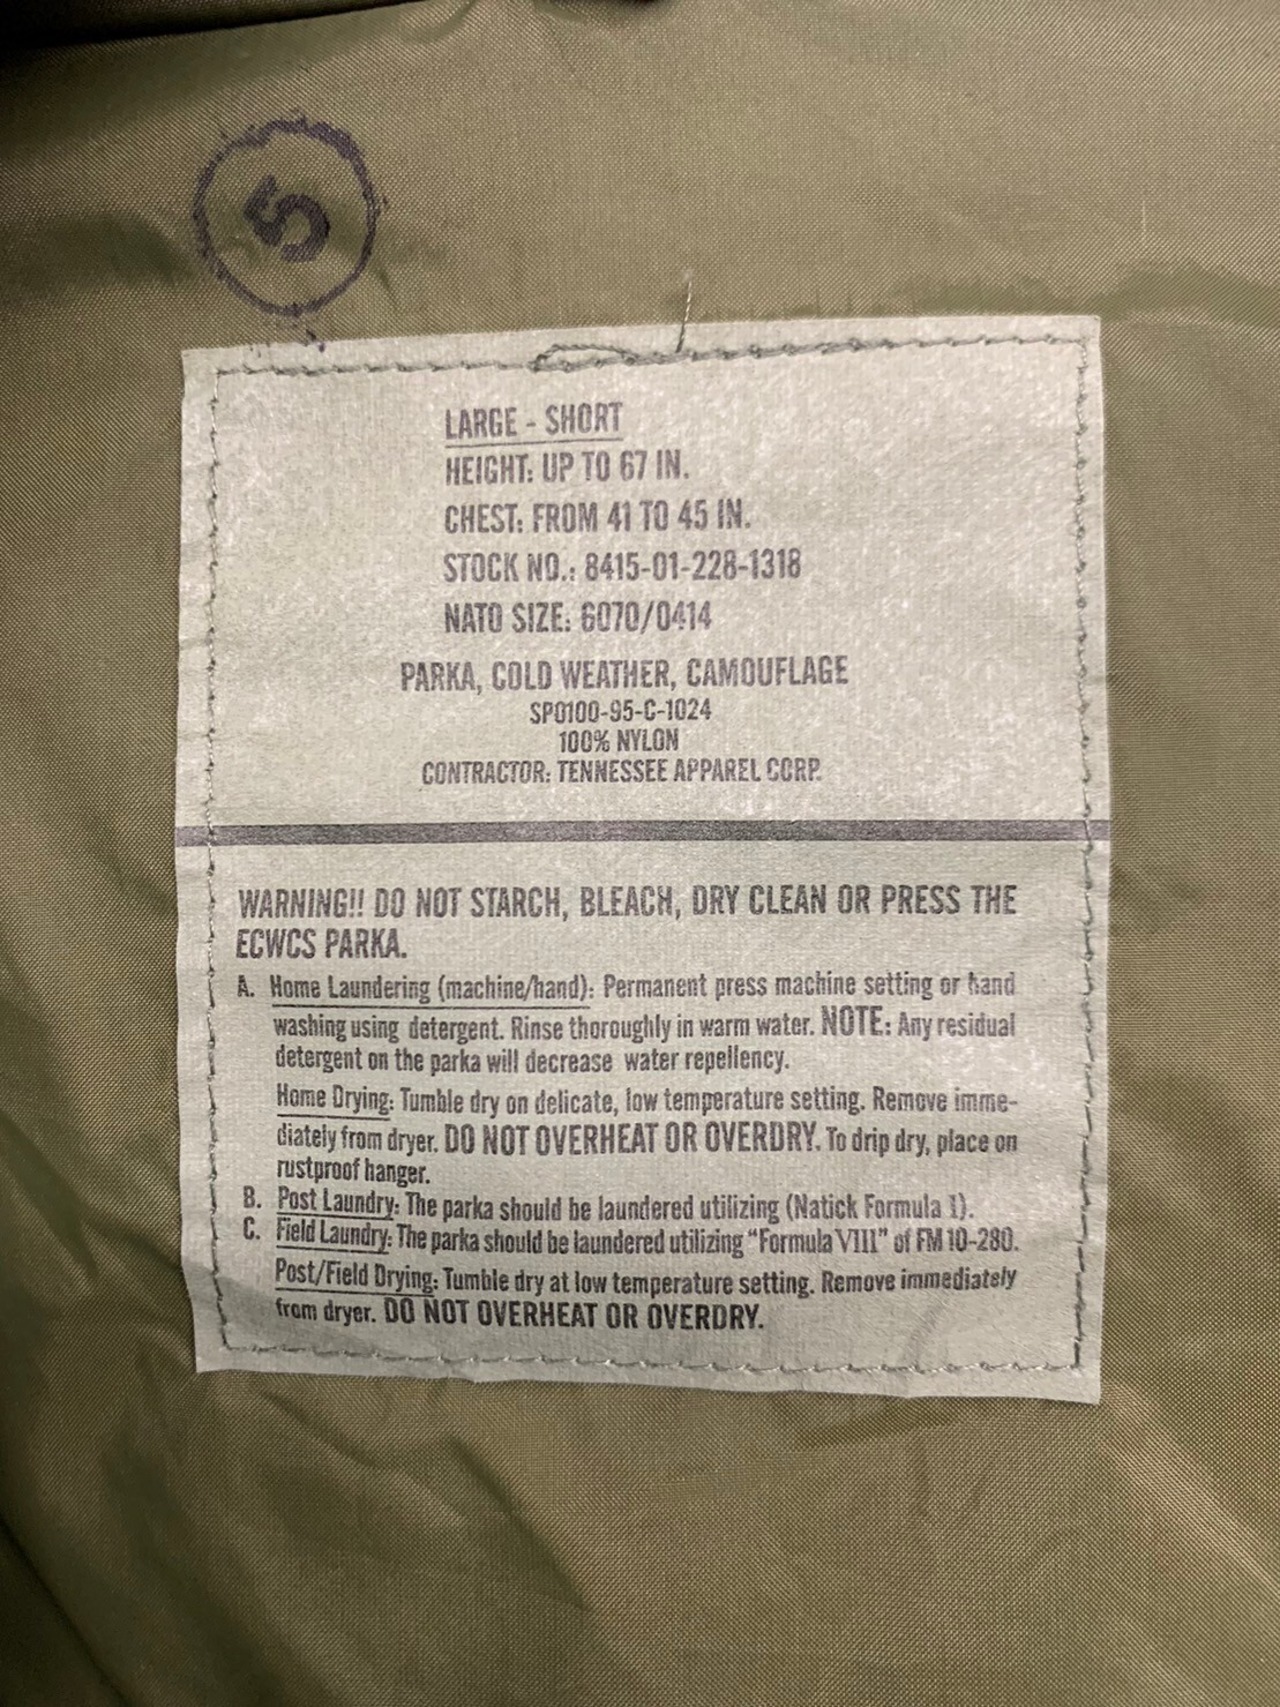 5
LARGE - SHORT
HEIGHT: UP TO 67 IN.
CHEST: FROM 41 TO 45 IN.
STOCK NO.: 8415-01-228-1318
NATO SIZE: 6070/0414
PARKA, COLD WEATHER, CAMOUFLAGE
SP0100-95-C-1024
100% NYLON
CONTRACTOR: TENNESSEE APPAREL CORP.
WARNING!! DO NOT STARCH, BLEACH, DRY CLEAN OR PRESS THE
ECWCS PARKA.
A. Home Laundering (machine/hand): Permanent press machine setting or hand
washing using detergent. Rinse thoroughly in warm water. NOTE: Any residual
detergent on the parka will decrease water repellency.
Home Drying: Tumble dry on delicate, low temperature setting. Remove imme-
diately from dryer. DO NOT OVERHEAT OR OVERDRY. To drip dry, place on
rustproof hanger.
B. Post Laundry: The parka should be laundered utilizing (Natick Formula 1).
C. Field Laundry: The parka should be laundered utilizing "Formula VIII" of FM 10-280.
Post/Field Drying: Tumble dry at low temperature setting. Remove immediately
from dryer. DO NOT OVERHEAT OR OVERDRY.